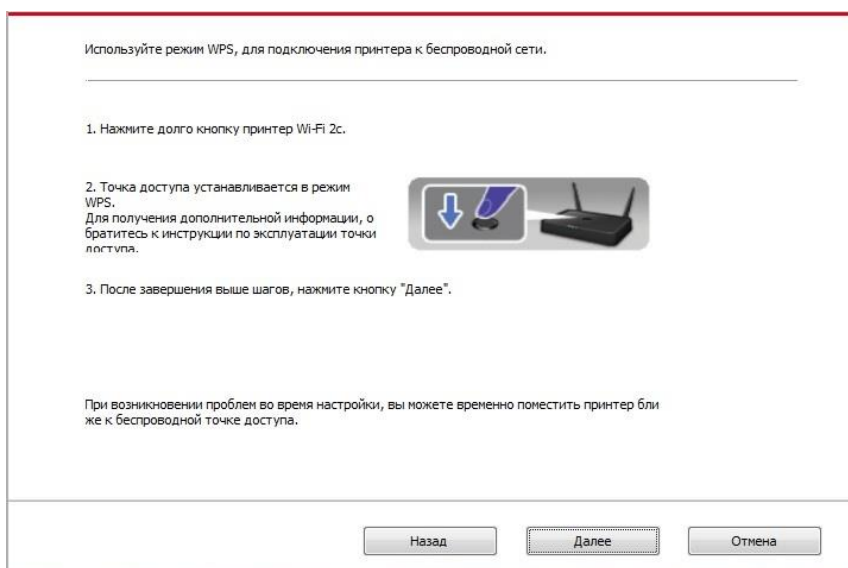 Используйте режим WPS, для подключения принтера к беспроводной сети.
1. Нажмите долго кнопку принтер Wi-Fi 2с.
2. Точка доступа устанавливается в режим
WPS.
Для получения дополнительной информации, о
братитесь к инструкции по эксплуатации точки
доступа.
3. После завершения выше шагов, нажмите кнопку "Далее".
При возникновении проблем во время настройки, вы можете временно поместить принтер бли
же к беспроводной точке доступа.
Назад Далее Отмена